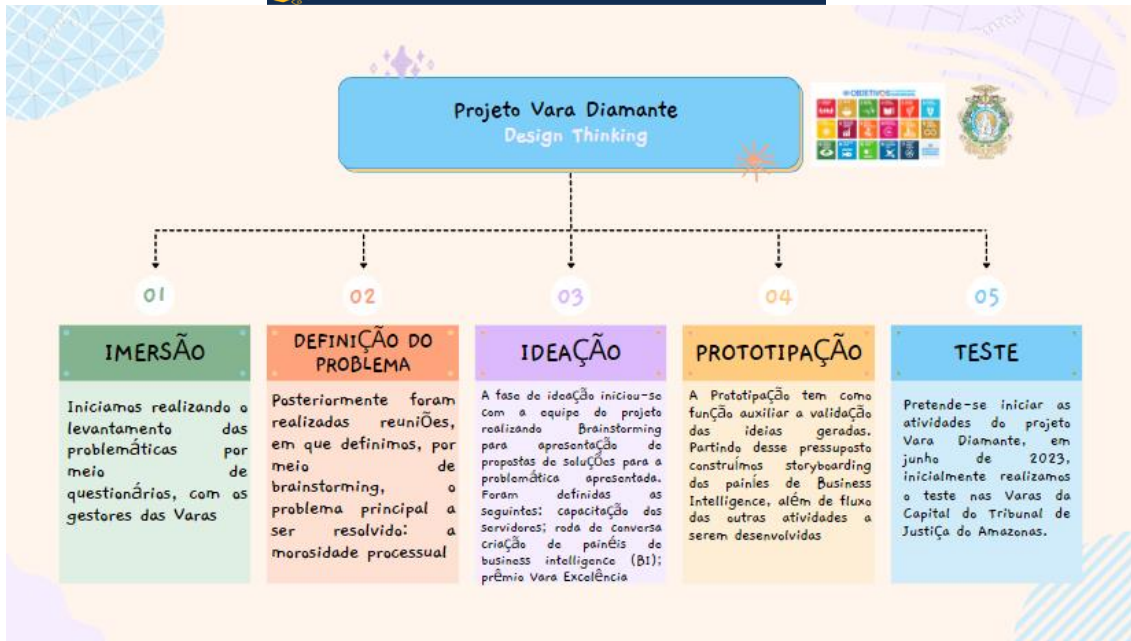 Projeto Vara Diamante
Design Thinking
OBJETIVOS
01
02
03
04
05
IMERSÃO
Iniciamos realizando o
levantamento das
problemáticas por
meio de
questionários, com os
gestores das Varas
DEFINIÇÃO DO
PROBLEMA
Posteriormente foram
realizadas reuniÕes,
em que definimos, por
meio de
brainstorming, o
problema principal a
ser resolvido: a
morosidade processual
IDEAÇÃO
A fase de ideação iniciou-se
com a equipe do projeto
realizando Brainstorming
para apresentação de
propostas de soluções para a
problemática apresentada.
Foram definidas as
seguintes: capacitação dos
servidores; roda de conversa
criação de painéis de
business intelligence (BI);
prêmio Vara Excelência
PROTOTIPAÇÃO
A Prototipação tem como
função auxiliar a validação
das ideias geradas.
Partindo desse pressuposto
construímos storyboarding
dos painíes de Business
Intelligence, além de fluxo
das outras atividades a
serem desenvolvidas
TESTE
Pretende-se iniciar as
atividades do projeto
Vara Diamante, em
junho de 2023,
inicialmente realizamos
o teste nas Varas da
Capital do Tribunal de
Justiça do Amazonas.